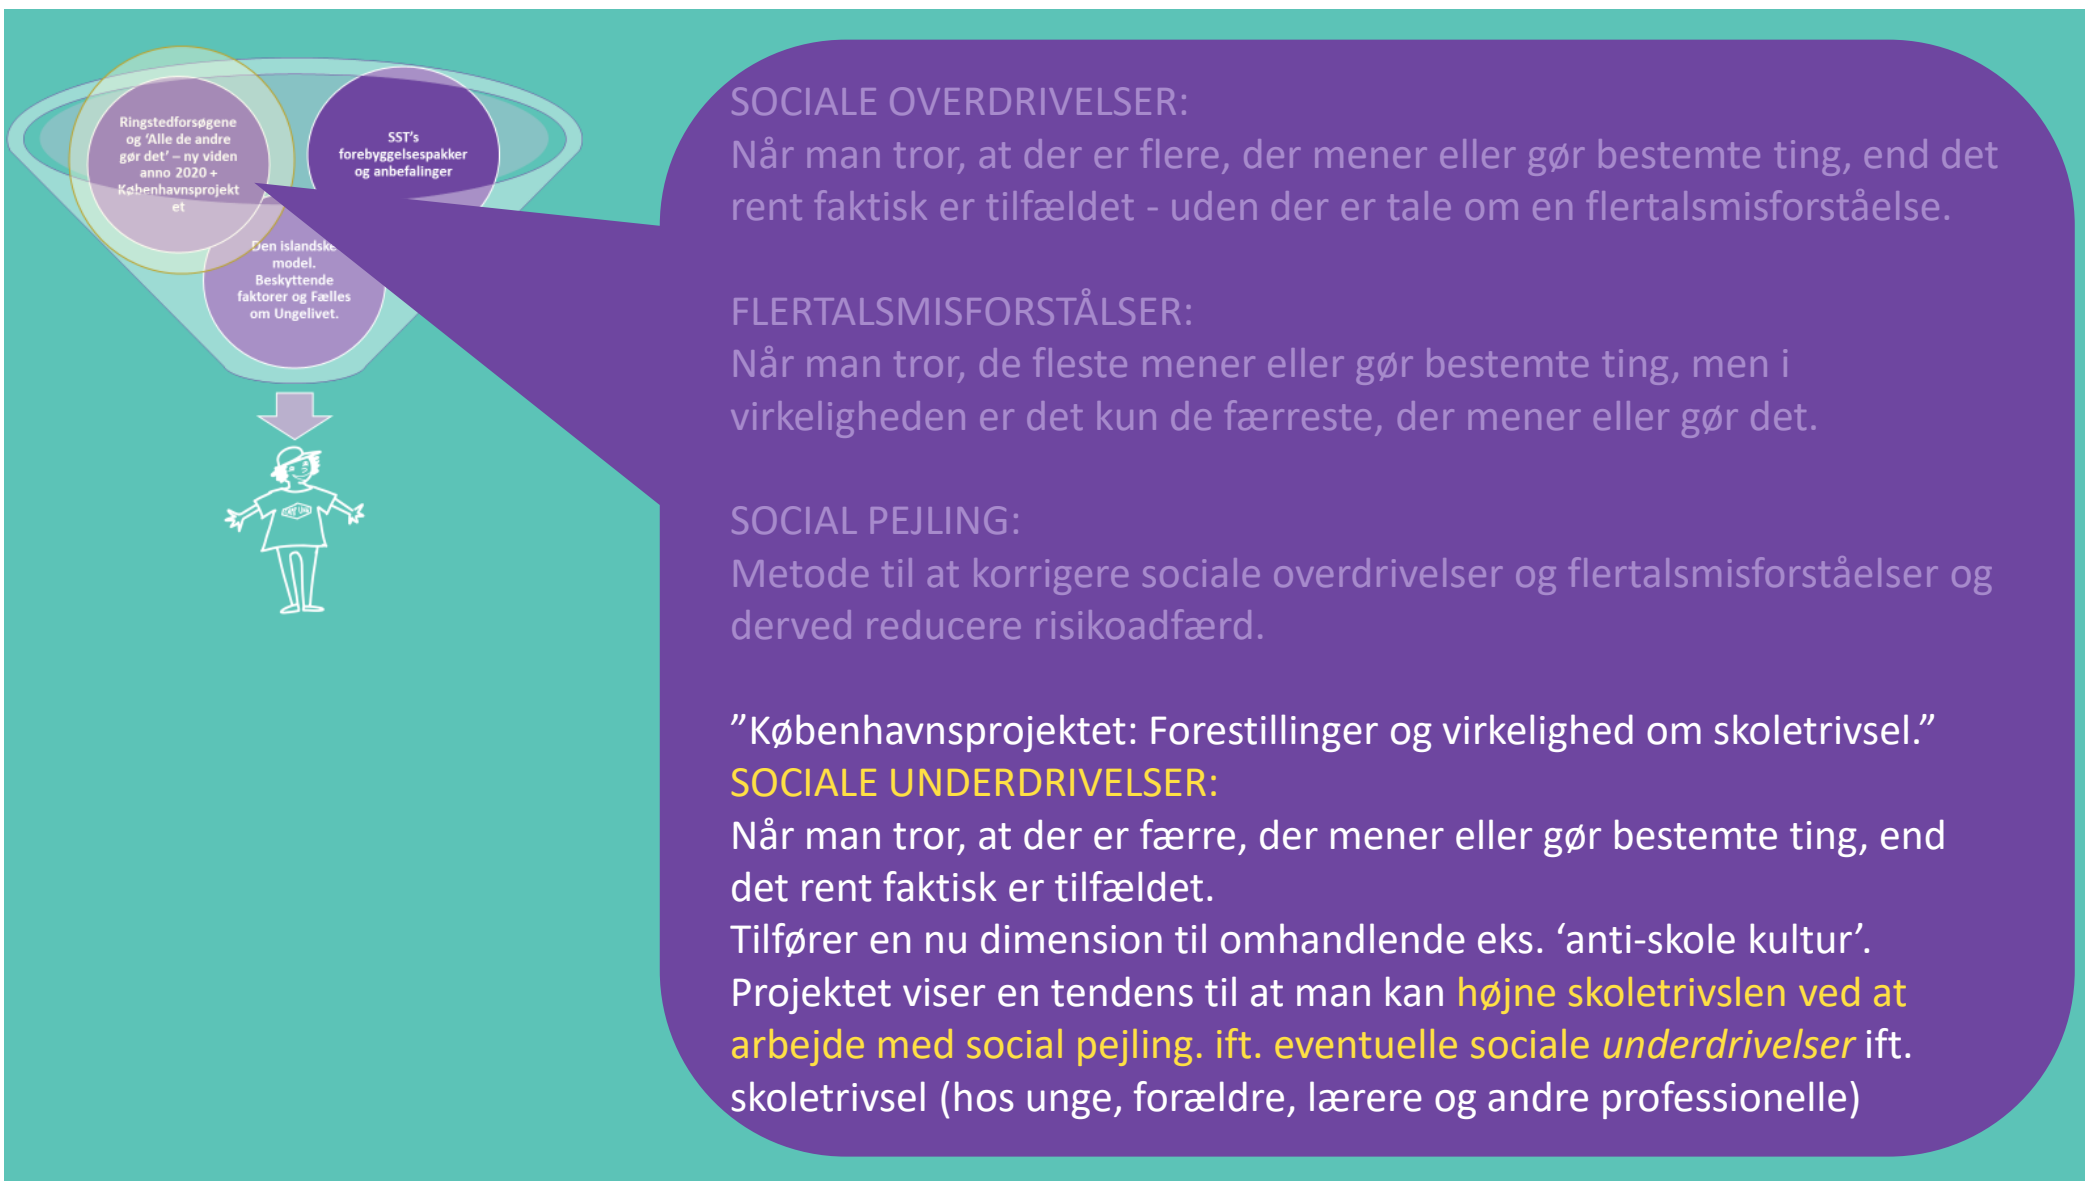 Ringstedforsøgene
og ‘Alle de andre
gør det’ – ny viden
anno 2020 +
Københavnsprojekt
et
SST’s
forebyggelsespakker
og anbefalinger
Den islandske
model.
Beskyttende
faktorer og Fælles
om Ungelivet.
SOCIALE OVERDRIVELSER:
Når man tror, at der er flere, der mener eller gør bestemte ting, end det
rent faktisk er tilfældet - uden der er tale om en flertalsmisforståelse.
FLERTALSMISFORSTÅLSER:
Når man tror, de fleste mener eller gør bestemte ting, men i
virkeligheden er det kun de færreste, der mener eller gør det.
SOCIAL PEJLING:
Metode til at korrigere sociale overdrivelser og flertalsmisforståelser og
derved reducere risikoadfærd.
”Københavnsprojektet: Forestillinger og virkelighed om skoletrivsel.”
SOCIALE UNDERDRIVELSER:
Når man tror, at der er færre, der mener eller gør bestemte ting, end
det rent faktisk er tilfældet.
Tilfører en nu dimension til omhandlende eks. ‘anti-skole kultur’.
Projektet viser en tendens til at man kan højne skoletrivslen ved at
arbejde med social pejling. ift. eventuelle sociale underdrivelser ift.
skoletrivsel (hos unge, forældre, lærere og andre professionelle)